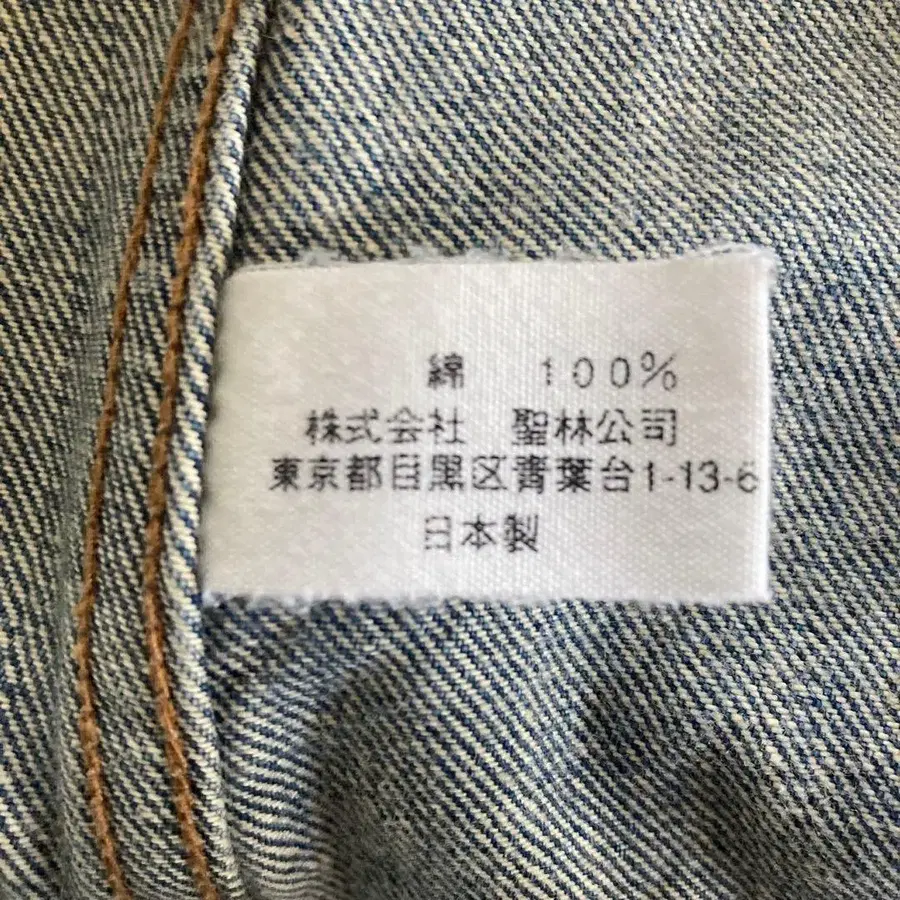 綿 100%
株式会社 聖林公司
東京都目黒区青葉台1-13-6
日本製